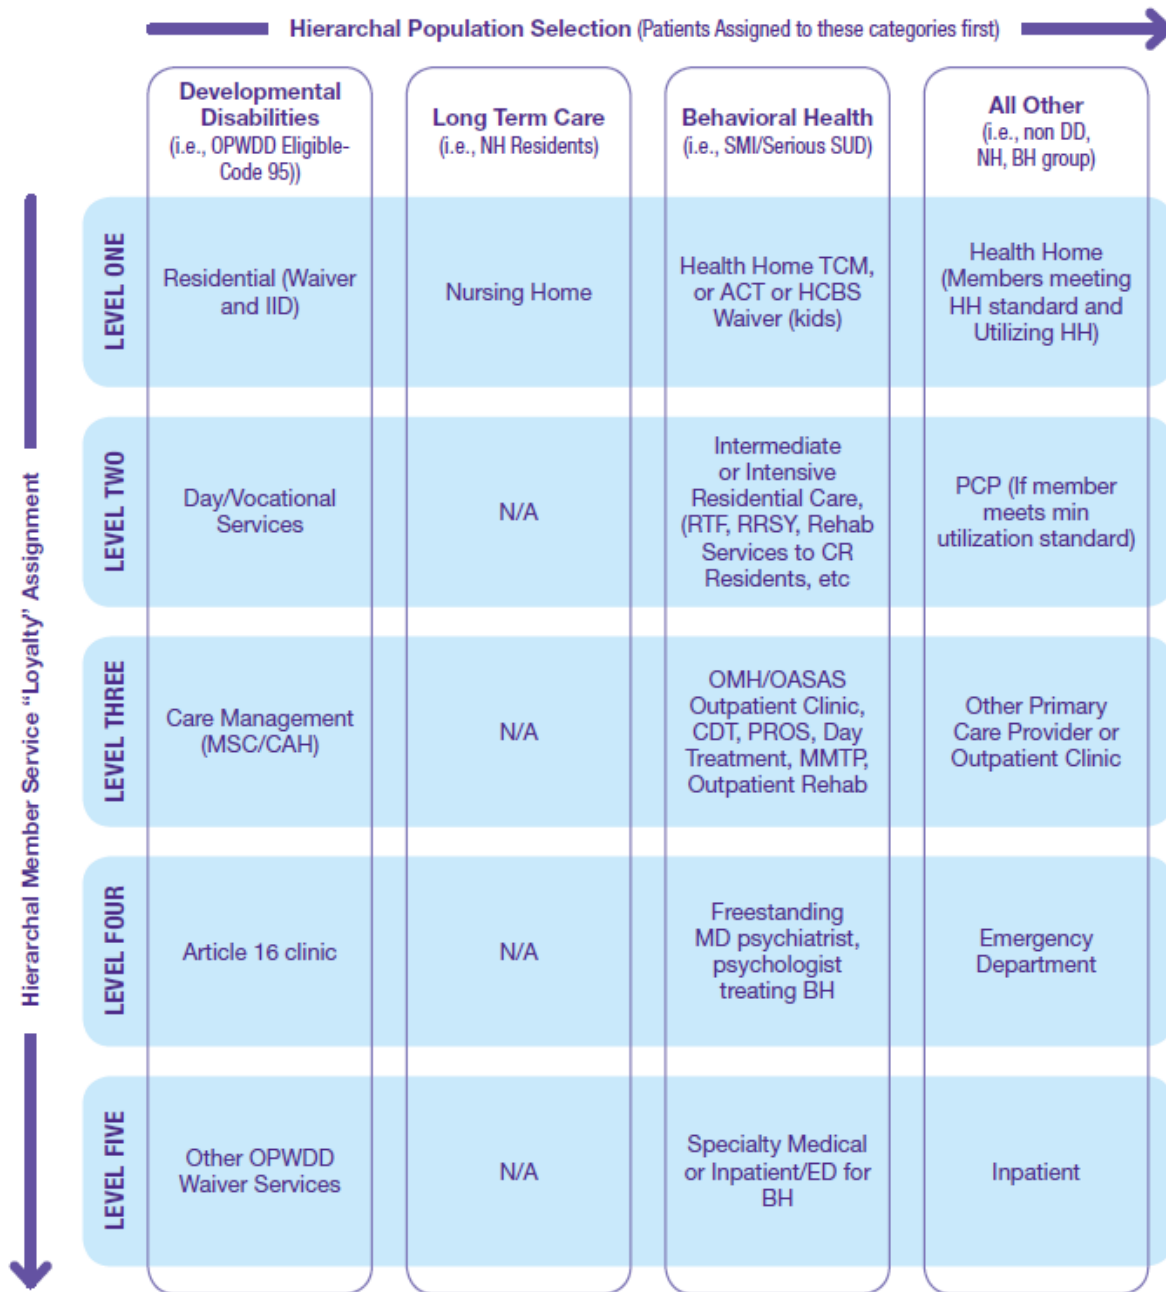 Hierarchal Population Selection (Patients Assigned to these categories first)
Developmental
Disabilities
(i.e., OPWDD Eligible-
Code 95))
Long Term Care
(i.e., NH Residents)
Behavioral Health
(i.e., SMI/Serious SUD)
All Other
(i.e., non DD,
NH, BH group)
Hierarchal Member Service “Loyalty” Assignment
LEVEL ONE
Residential (Waiver
and IID)
Nursing Home
Health Home TCM,
or ACT or HCBS
Waiver (kids)
Health Home
(Members meeting
HH standard and
Utilizing HH)
LEVEL TWO
Day/Vocational
Services
N/A
Intermediate
or Intensive
Residential Care,
(RTF, RRSY, Rehab
Services to CR
Residents, etc
PCP (If member
meets min
utilization standard)
LEVEL THREE
Care Management
(MSC/CAH)
N/A
OMH/OASAS
Outpatient Clinic,
CDT, PROS, Day
Treatment, MMTP,
Outpatient Rehab
Other Primary
Care Provider or
Outpatient Clinic
LEVEL FOUR
Article 16 clinic
N/A
Freestanding
MD psychiatrist,
psychologist
treating BH
Emergency
Department
LEVEL FIVE
Other OPWDD
Waiver Services
N/A
Specialty Medical
or Inpatient/ED for
BH
Inpatient